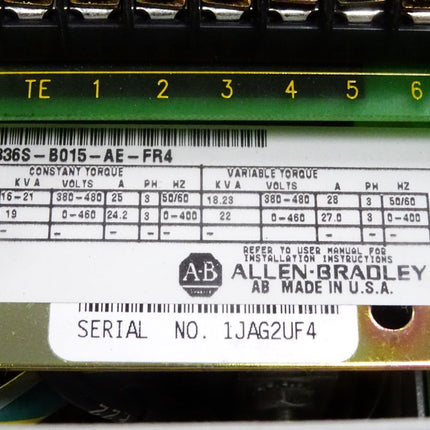 TE 1 2 3 4 5 6
336S-B015-AE-FR4
CONSTANT TORQUE VARIABLE TORQUE
KVA VOLTS A PH HZ KVA VOLTS A PH HZ
16-21 380-480 25 3 50/60 18.23 380-480 28 3 50/60
19 0-460 24.2 3 0-400 22 0-460 27.0 3 0-400
- - - - - - - - - -
REFER TO USER MANUAL FOR
INSTALLATION INSTRUCTIONS
A-B ALLEN-BRADLEY
AB MADE IN U.S.A.
SERIAL NO. 1JAG2UF4